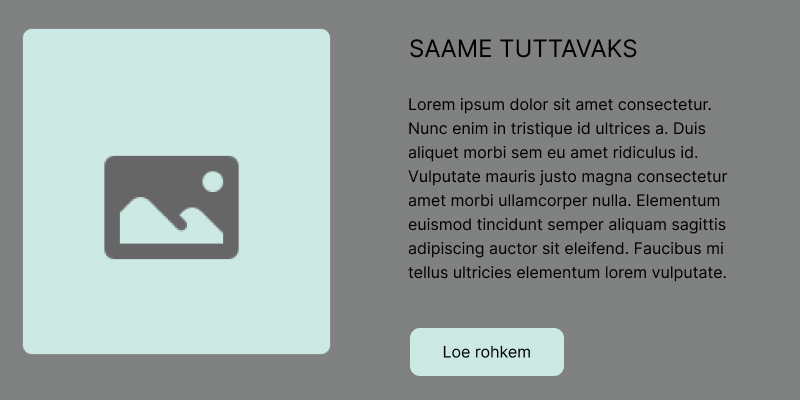 SAAME TUTTAVAKS
Lorem ipsum dolor sit amet consectetur.
Nunc enim in tristique id ultrices a. Duis
aliquet morbi sem eu amet ridiculus id.
Vulputate mauris justo magna consectetur
amet morbi ullamcorper nulla. Elementum
euismod tincidunt semper aliquam sagittis
adipiscing auctor sit eleifend. Faucibus mi
tellus ultricies elementum lorem vulputate.
Loe rohkem